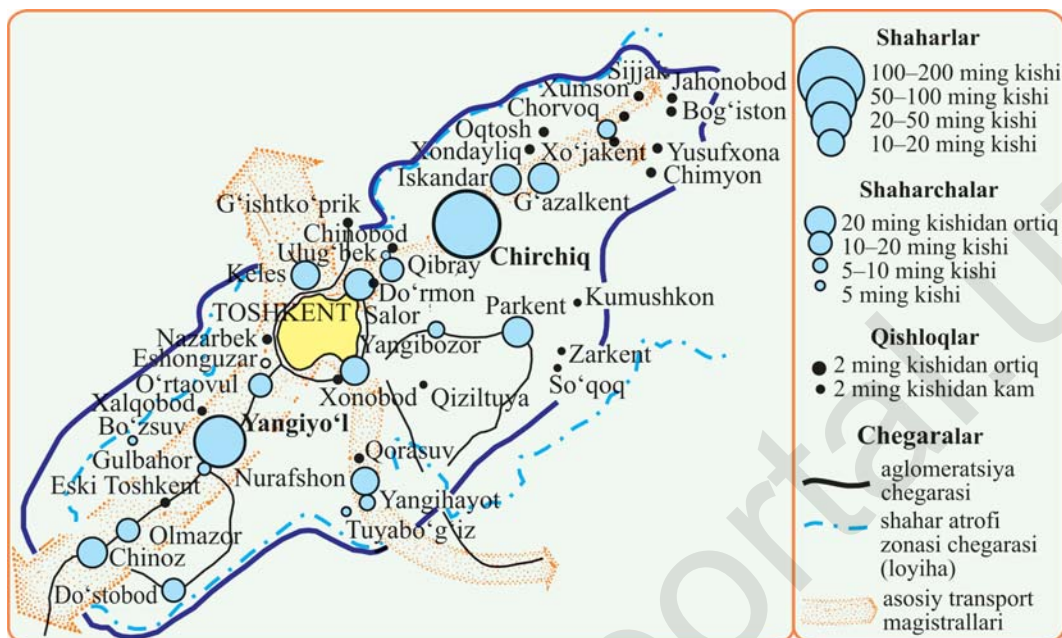 Sijjak
Jahonobod
Xumson
Chorvoq
Bog‘iston
Oqtosh
Xondayliq
Xo‘jakent
Yusufxona
Iskandar
Chimyon
G‘azalkent
G‘ishtko‘prik
Chinobod
Ulug‘bek
Chirchiq
Keles
Qibray
Do‘rmon
Parkent
Kumushkon
TOSHKENT
Salor
Nazarbek
Yangibozor
Eshonguzar
Zarkent
O‘rtaovul
So‘qoq
Xonobod
Qiziltuya
Xalqobod
Yangiyo‘l
Bo‘zsuv
Qorasuv
Gulbahor
Nurafshon
Eski Toshkent
Yangihayot
Tuyabo‘g‘iz
Olmazor
Chinoz
Do‘stobod
Shaharlar
100–200 ming kishi
50–100 ming kishi
20–50 ming kishi
10–20 ming kishi
Shaharchalar
20 ming kishidan ortiq
10–20 ming kishi
5–10 ming kishi
5 ming kishi
Qishloqlar
2 ming kishidan ortiq
2 ming kishidan kam
Chegaralar
aglomeratsiya
chegarasi
shahar atrofi
zonasi chegarasi
(loyiha)
asosiy transport
magistrallari